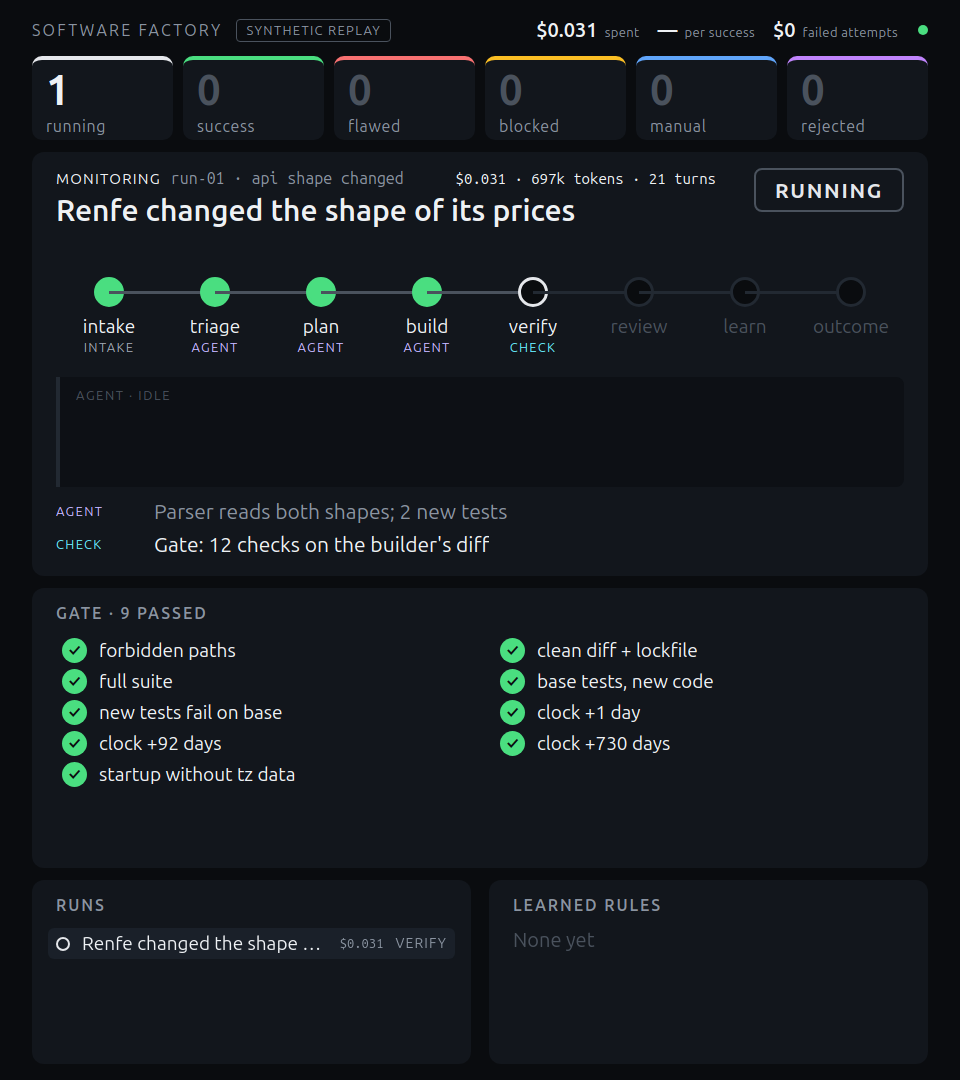 SOFTWARE FACTORY SYNTHETIC REPLAY $0.031 spent — per success $0 failed attempts
1 0 0 0 0 0
running success flawed blocked manual rejected
MONITORING run-01 · api shape changed $0.031 · 697k tokens · 21 turns RUNNING
Renfe changed the shape of its prices
intake triage plan build verify review learn outcome
INTAKE AGENT AGENT AGENT CHECK
AGENT · IDLE
AGENT Parser reads both shapes; 2 new tests
CHECK Gate: 12 checks on the builder's diff
GATE · 9 PASSED
forbidden paths clean diff + lockfile
full suite base tests, new code
new tests fail on base clock +1 day
clock +92 days clock +730 days
startup without tz data
RUNS LEARNED RULES
Renfe changed the shape ... $0.031 VERIFY None yet